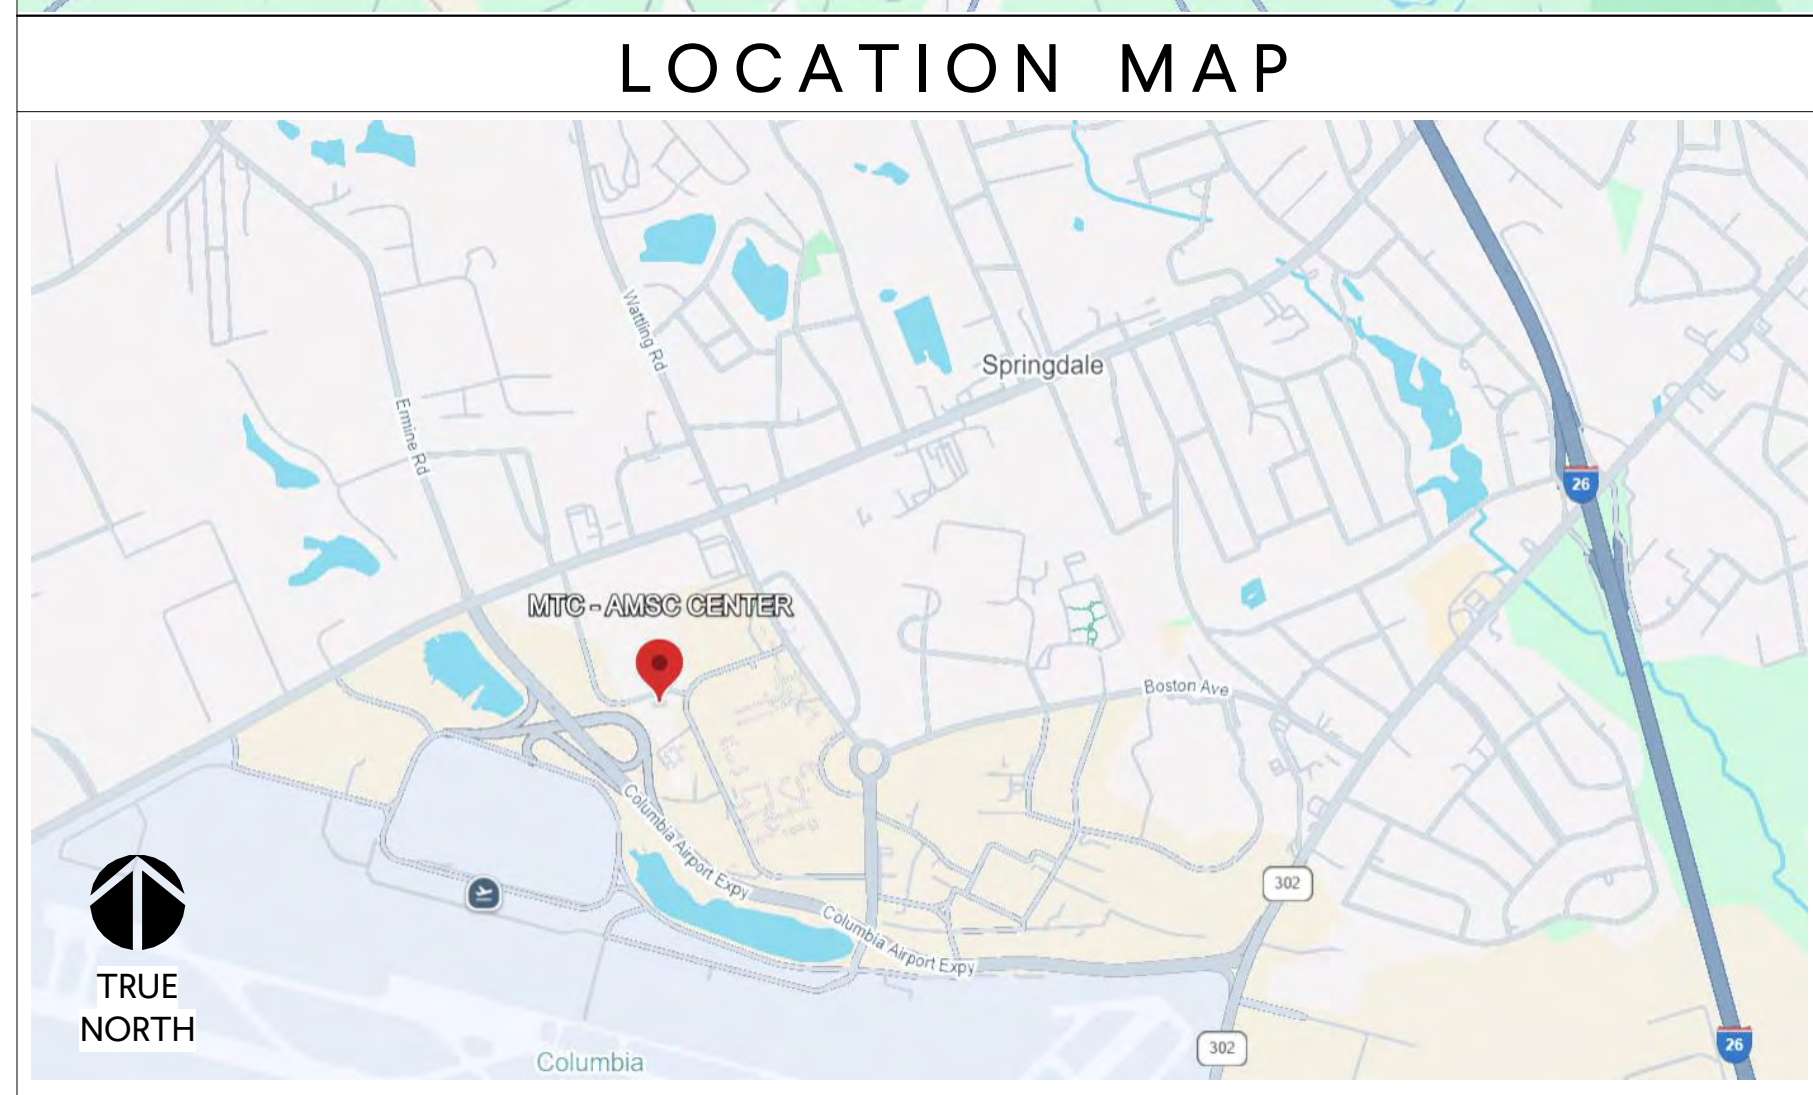 LOCATION MAP
Wattling Rd
Springdale
Ermine Rd
26
MTC - AMSC CENTER
Boston Ave
Columbia Airport Expy
302
Columbia Airport Expy
TRUE
NORTH
302
26
Columbia